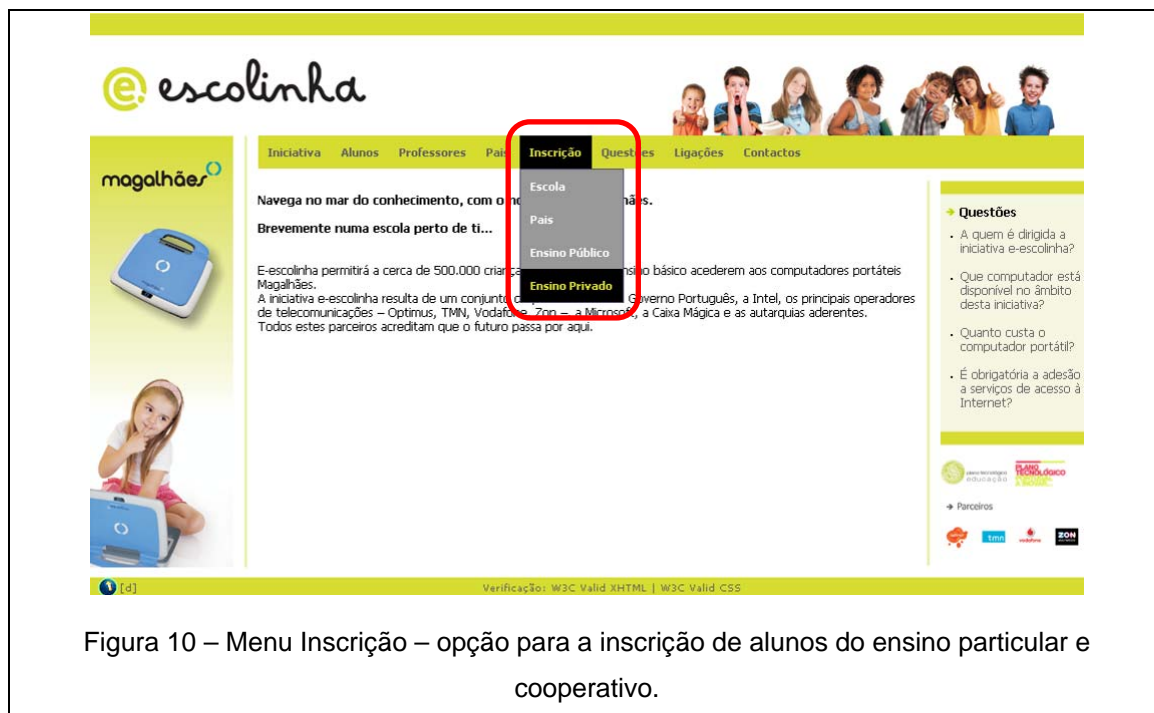 e. escolinha
Iniciativa Alunos Professores Pais Inscrição Questões Ligações Contactos
magalhães
Escola
Pais
Ensino Público
Ensino Privado
Navega no mar do conhecimento, com o
Brevemente numa escola perto de ti...
E-escolinha permitirá a cerca de 500.000 básico acederem aos computadores portáteis
Magalhães.
A iniciativa e-escolinha resulta de um conjunto Governo Português, a Intel, os principais operadores
de telecomunicações – Optimus, TMN, Vodafone, Zon – a Microsoft, a Caixa Mágica e as autarquias aderentes.
Todos estes parceiros acreditam que o futuro passa por aqui.
Questões
A quem é dirigida a
iniciativa e-escolinha?
Que computador está
disponível no âmbito
desta iniciativa?
Quanto custa o
computador portátil?
É obrigatória a adesão
a serviços de acesso à
Internet?
plano tecnológico
educação
PLANO
TECNOLÓGICO
Parceiros
tmn
vodafone
ZON
[d]
Verificação: W3C Valid XHTML | W3C Valid CSS
Figura 10 – Menu Inscrição – opção para a inscrição de alunos do ensino particular e
cooperativo.